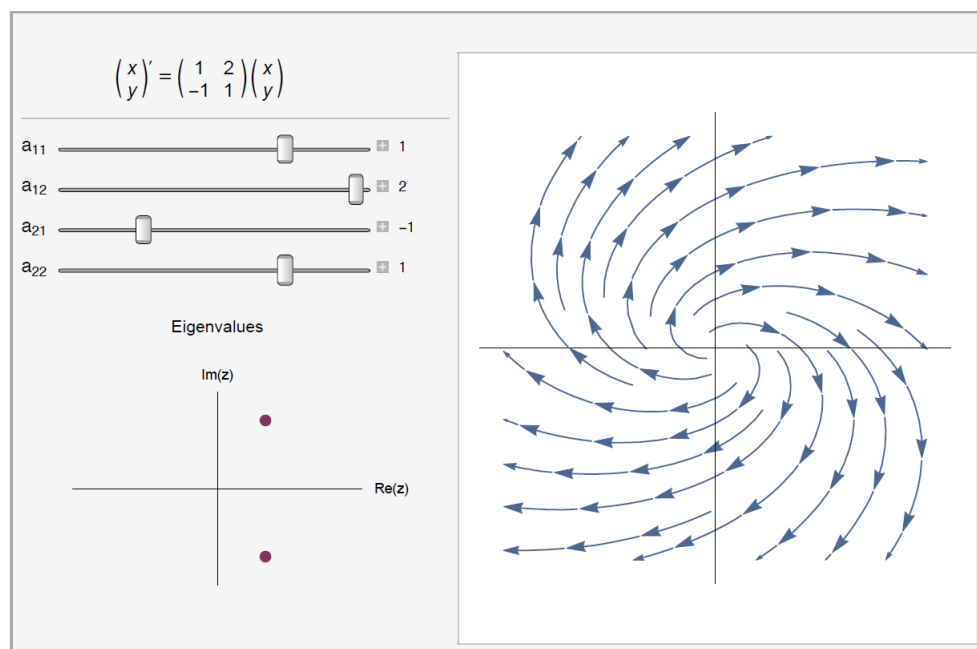 (x y)′ = (1 2 −1 1)(x y)
a11 1
a12 2
a21 −1
a22 1
Eigenvalues
Im(z)
Re(z)